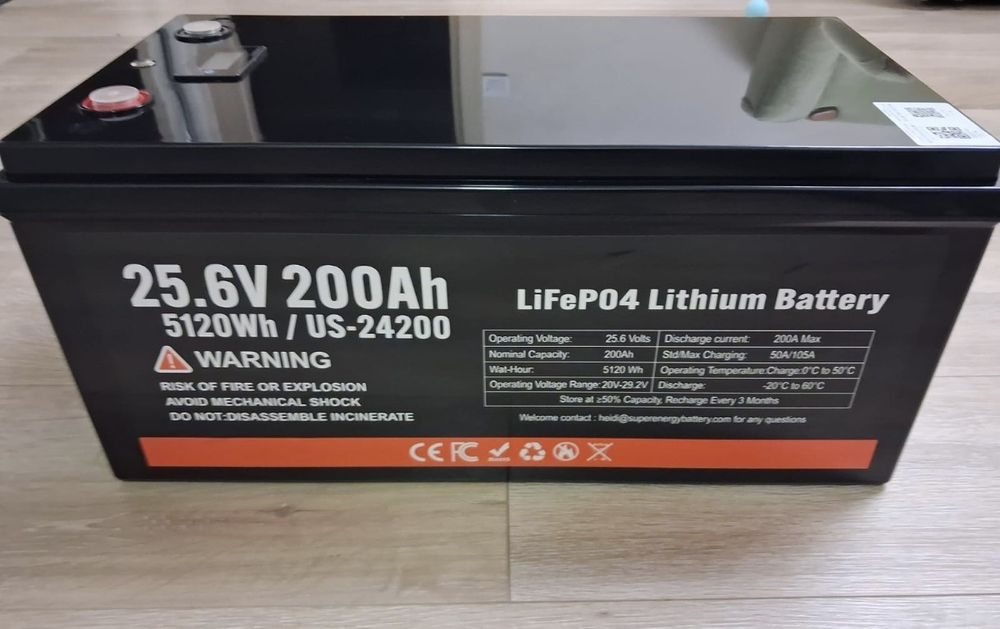 25.6V 200Ah
5120Wh / US-24200
WARNING
RISK OF FIRE OR EXPLOSION
AVOID MECHANICAL SHOCK
DO NOT:DISASSEMBLE INCINERATE
LiFePO4 Lithium Battery
Operating Voltage: 25.6 Volts Discharge current: 200A Max
Nominal Capacity: 200Ah Std/Max Charging: 50A/105A
Wat-Hour: 5120 Wh Operating Temperature:Charge:0°C to 50°C
Operating Voltage Range:20V-29.2V Discharge: -20°C to 60°C
Store at ≥50% Capacity, Recharge Every 3 Months
Welcome contact : heidi@superenergybattery.com for any questions
CE FC